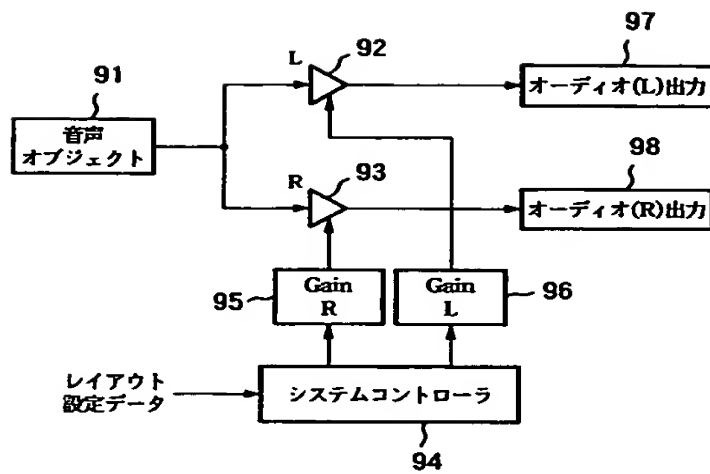 97
92
L
オーディオ(L)出力
91
音声
オブジェクト
98
93
R
オーディオ(R)出力
95
Gain
R
Gain
L
96
レイアウト
設定データ
システムコントローラ
94